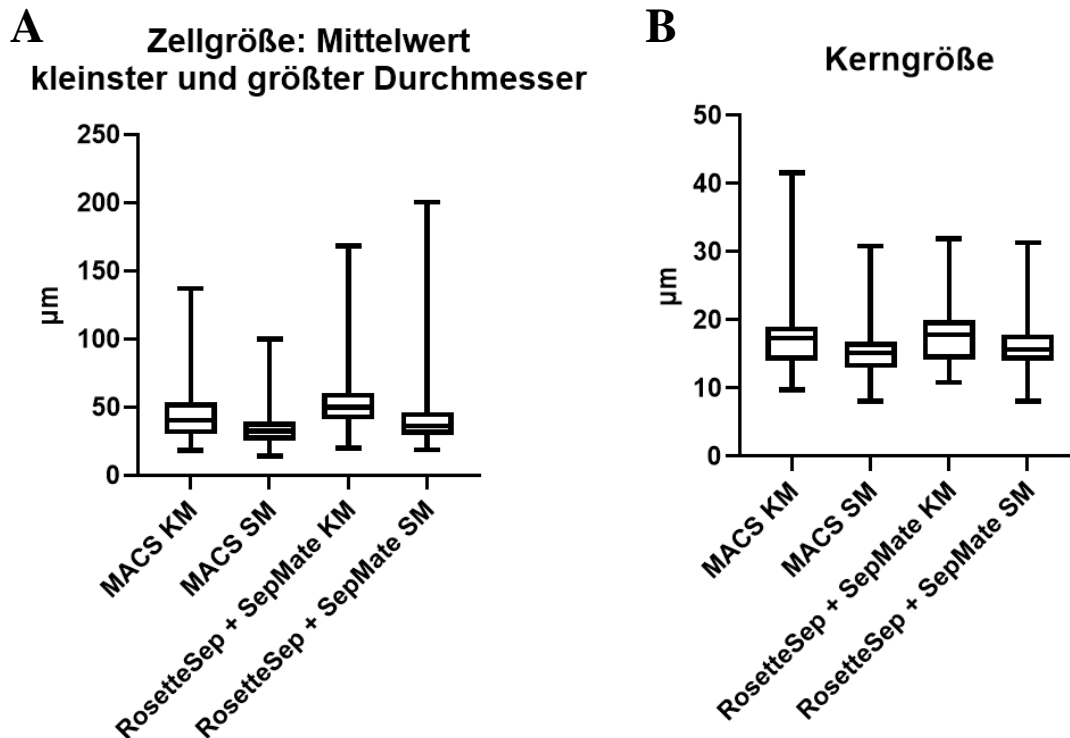 A
Zellgröße: Mittelwert
kleinster und größter Durchmesser
250
200
150
100
50
0
µm
MACS KM
MACS SM
RosetteSep + SepMate KM
RosetteSep + SepMate SM
B
Kerngröße
50
40
30
20
10
0
µm
MACS KM
MACS SM
RosetteSep + SepMate KM
RosetteSep + SepMate SM